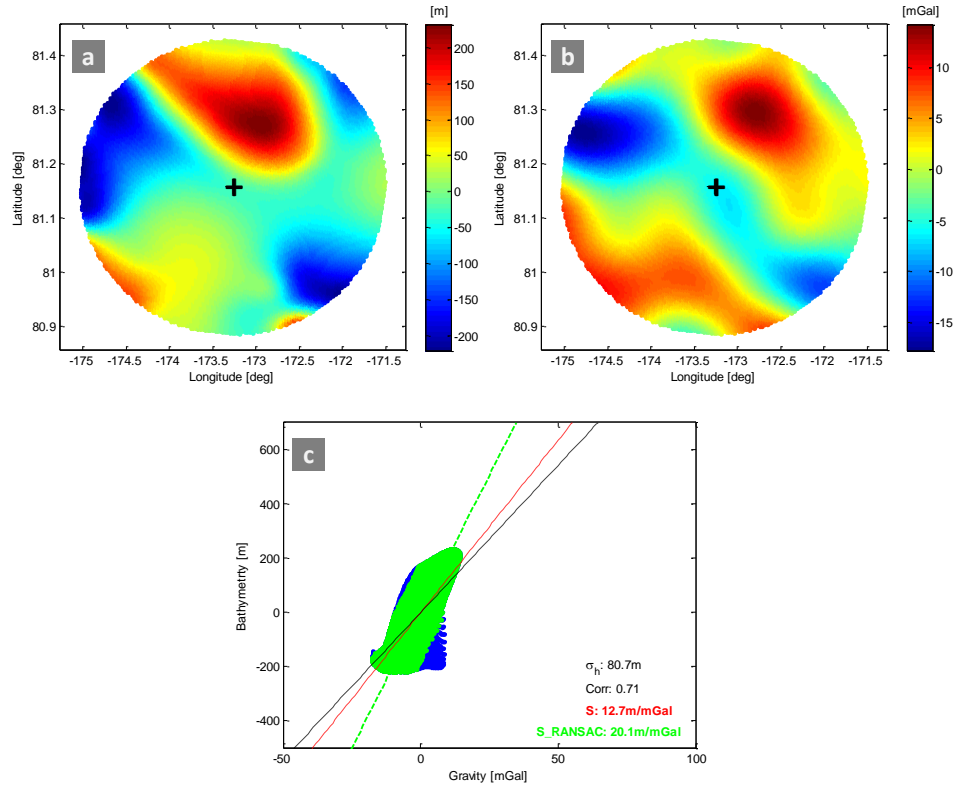 [m]
[mGal]
a
81.4
81.3
81.2
81.1
81
80.9
Latitude [deg]
-175 -174.5 -174 -173.5 -173 -172.5 -172 -171.5
Longitude [deg]
200
150
100
50
0
-50
-100
-150
-200
b
81.4
81.3
81.2
81.1
81
80.9
Latitude [deg]
-175 -174.5 -174 -173.5 -173 -172.5 -172 -171.5
Longitude [deg]
10
5
0
-5
-10
-15
c
600
400
200
0
-200
-400
Bathymetrty [m]
σh: 80.7m
Corr: 0.71
S: 12.7m/mGal
S_RANSAC: 20.1m/mGal
-50 0 50 100
Gravity [mGal]